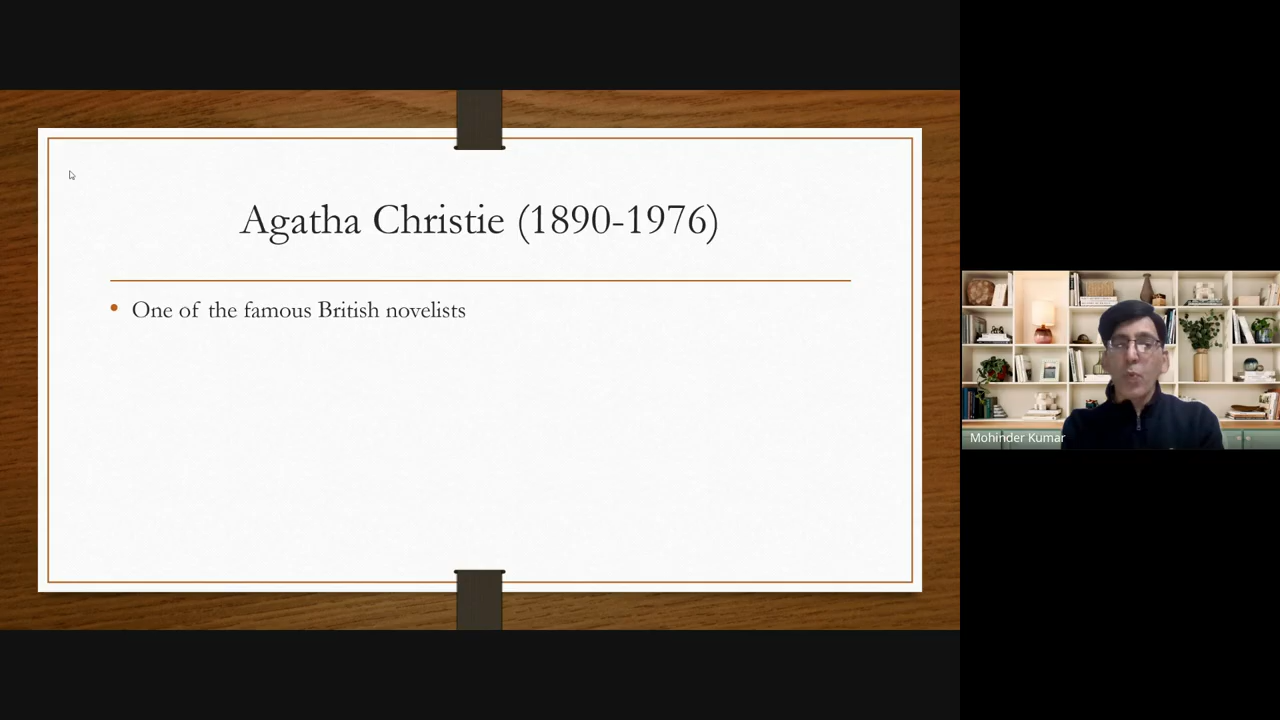 Agatha Christie (1890-1976)
• One of the famous British novelists
Mohinder Kumar